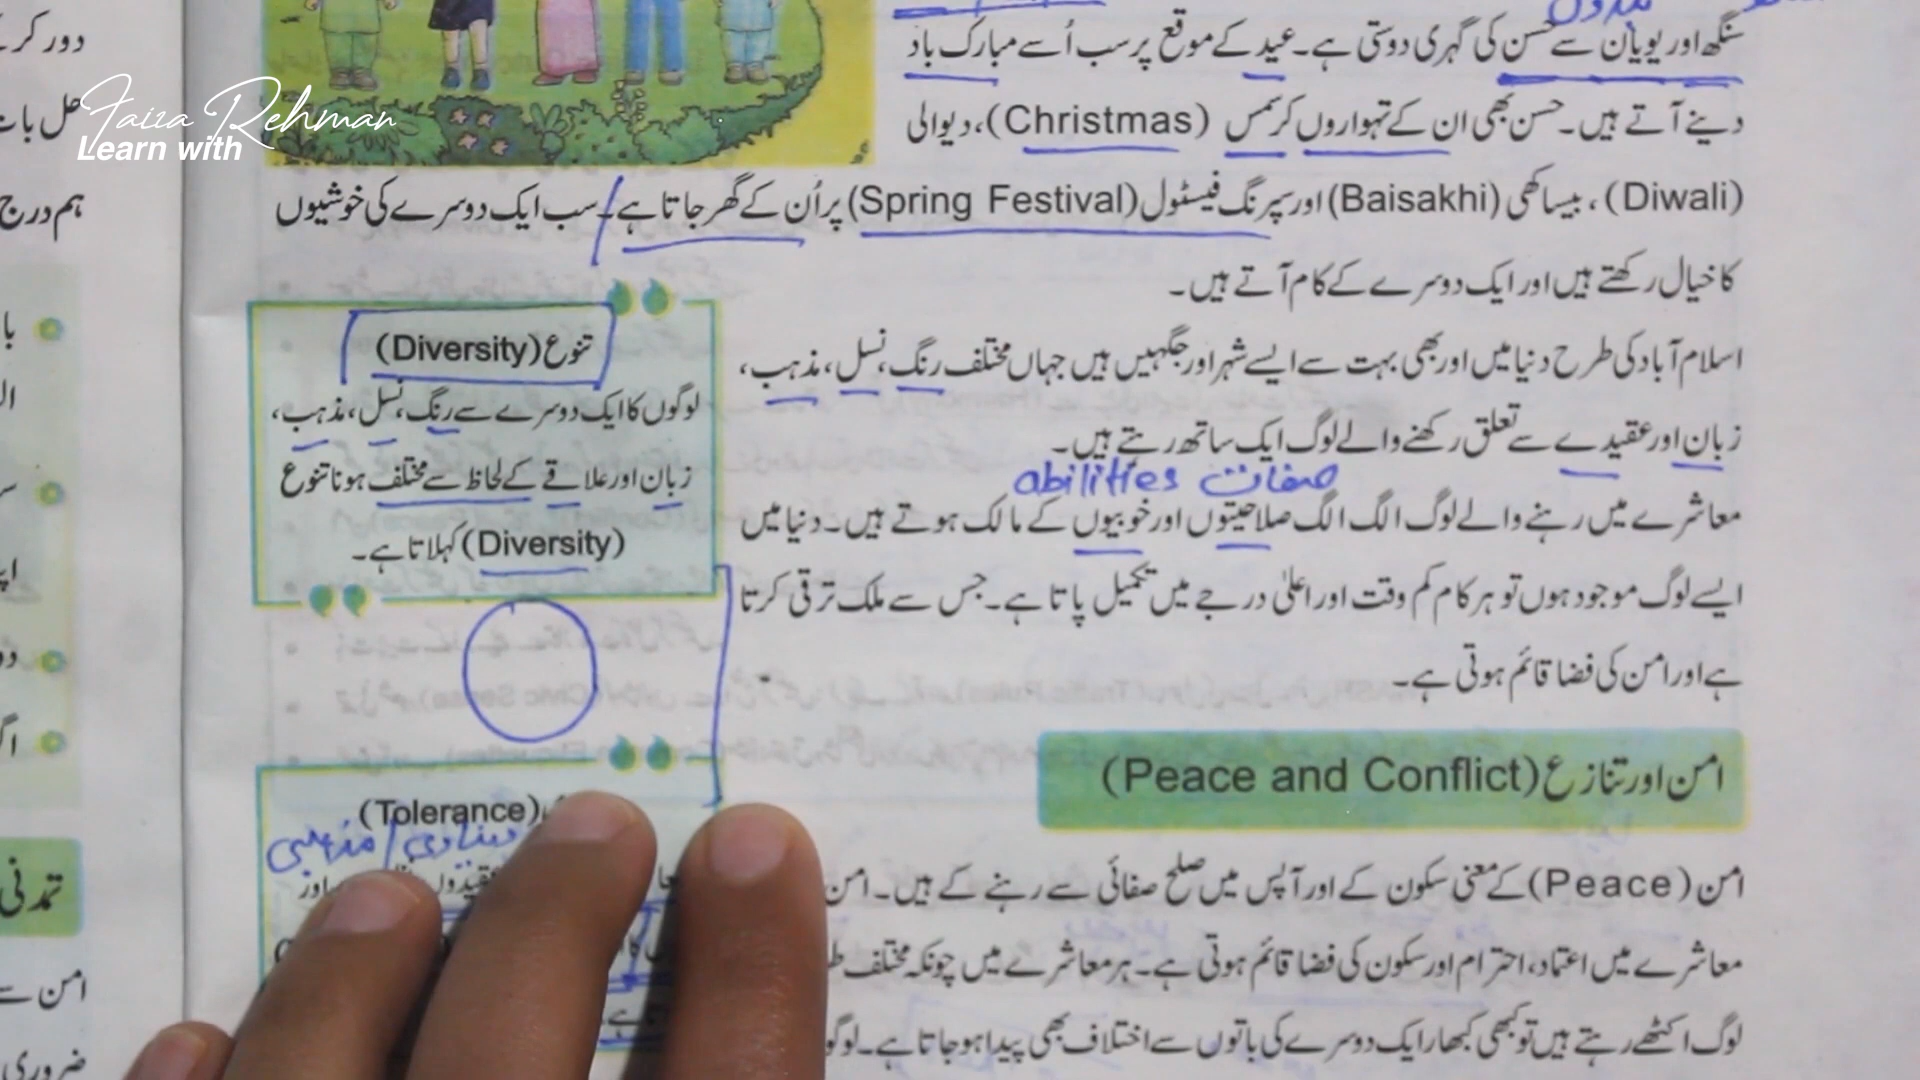 Faiza Rehman
Learn with
سنگھ اور یویان سے حسن کی گہری دوستی ہے۔ عید کے موقع پر سب اُسے مبارک باد
دینے آتے ہیں۔ حسن بھی ان کے تہواروں کرسمس (Christmas)، دیوالی
(Diwali)، بیساکھی (Baisakhi) اور سپرنگ فیسٹول (Spring Festival) پر اُن کے گھر جاتا ہے۔ سب ایک دوسرے کی خوشیوں
کا خیال رکھتے ہیں اور ایک دوسرے کے کام آتے ہیں۔
اسلام آباد کی طرح دنیا میں اور بھی بہت سے ایسے شہر اور جگہیں ہیں جہاں مختلف رنگ، نسل، مذہب،
زبان اور عقیدے سے تعلق رکھنے والے لوگ ایک ساتھ رہتے ہیں۔
abilities صفات
معاشرے میں رہنے والے لوگ الگ الگ صلاحیتوں اور خوبیوں کے مالک ہوتے ہیں۔ دنیا میں
ایسے لوگ موجود ہوں تو ہر کام کم وقت اور اعلیٰ درجے میں تکمیل پاتا ہے۔ جس سے ملک ترقی کرتا
ہے اور امن کی فضا قائم ہوتی ہے۔
تنوع (Diversity)
لوگوں کا ایک دوسرے سے رنگ، نسل، مذہب،
زبان اور علاقے کے لحاظ سے مختلف ہونا تنوع
(Diversity) کہلاتا ہے۔
(Tolerance)
مذہبی
اور
امن اور تنازع (Peace and Conflict)
امن (Peace) کے معنی سکون کے اور آپس میں صلح صفائی سے رہنے کے ہیں۔ امن
معاشرے میں اعتماد، احترام اور سکون کی فضا قائم ہوتی ہے۔ ہر معاشرے میں چونکہ مختلف
لوگ اکٹھے رہتے ہیں تو کبھی کبھار ایک دوسرے کی باتوں سے اختلاف بھی پیدا ہو جاتا ہے۔
دور کر
ہم درج
تمدنی
امن سے
ضروری